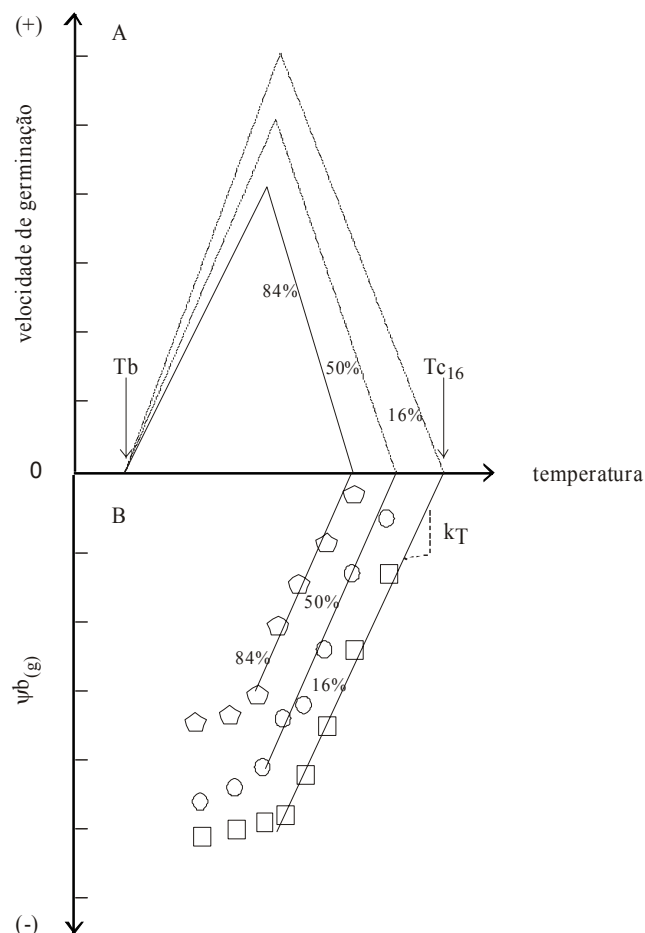 (+)
A
velocidade de germinação
84%
Tb
50%
Tc16
16%
0
temperatura
B
kT
50%
84%
16%
ψb(g)
(-)